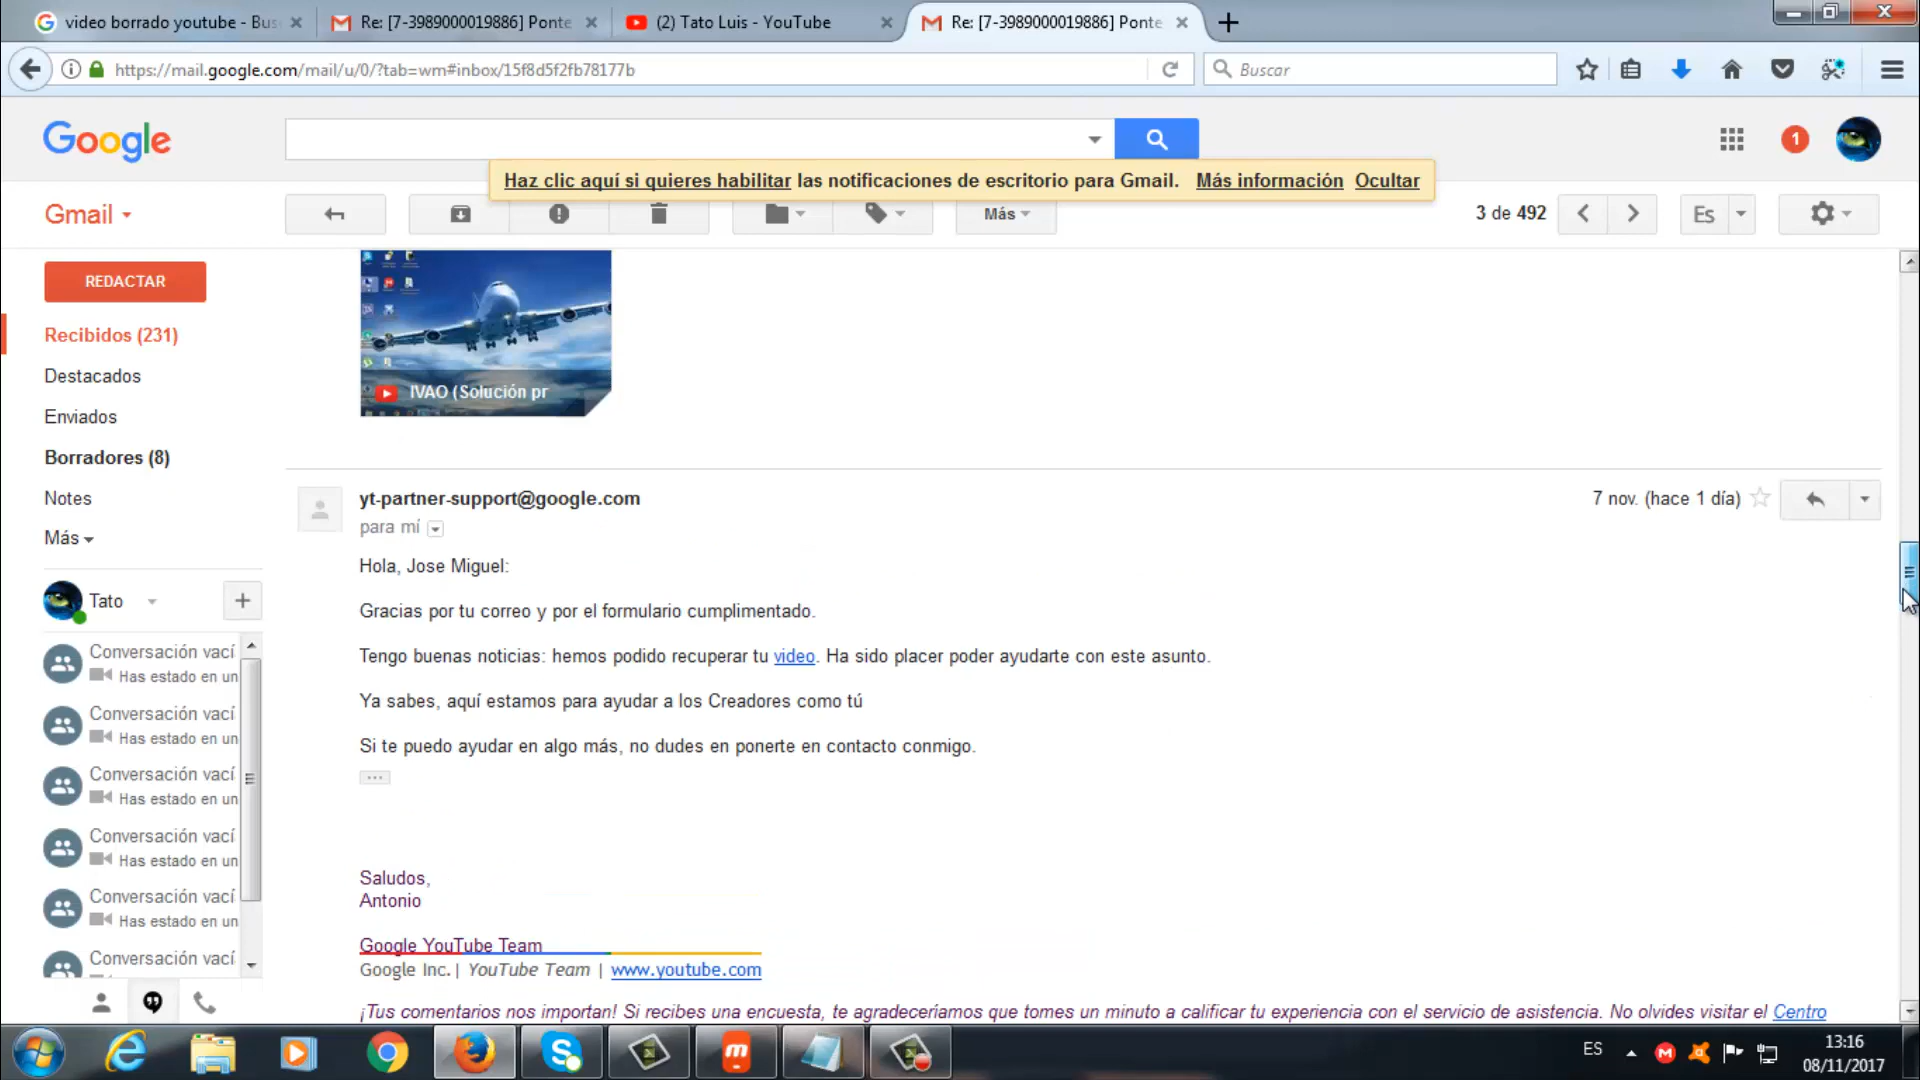 video borrado youtube - Bus
Re: [7-3989000019886] Ponte
(2) Tato Luis - YouTube
Re: [7-3989000019886] Ponte
https://mail.google.com/mail/u/0/?tab=wm#inbox/15f8d5f2fb78177b
Buscar
Google
1
Haz clic aquí si quieres habilitar las notificaciones de escritorio para Gmail. Más información Ocultar
Gmail
Más
3 de 492
Es
REDACTAR
Recibidos (231)
Destacados
Enviados
Borradores (8)
Notes
Más
Tato
Conversación vací
Has estado en un
Conversación vací
Has estado en un
Conversación vací
Has estado en un
Conversación vací
Has estado en un
Conversación vací
Has estado en un
Conversación vací
IVAO (Solución pr
yt-partner-support@google.com
7 nov. (hace 1 día)
para mí
Hola, Jose Miguel:
Gracias por tu correo y por el formulario cumplimentado.
Tengo buenas noticias: hemos podido recuperar tu video. Ha sido placer poder ayudarte con este asunto.
Ya sabes, aquí estamos para ayudar a los Creadores como tú
Si te puedo ayudar en algo más, no dudes en ponerte en contacto conmigo.
Saludos,
Antonio
Google YouTube Team
Google Inc. | YouTube Team | www.youtube.com
¡Tus comentarios nos importan! Si recibes una encuesta, te agradeceríamos que tomes un minuto a calificar tu experiencia con el servicio de asistencia. No olvides visitar el Centro
ES
13:16
08/11/2017